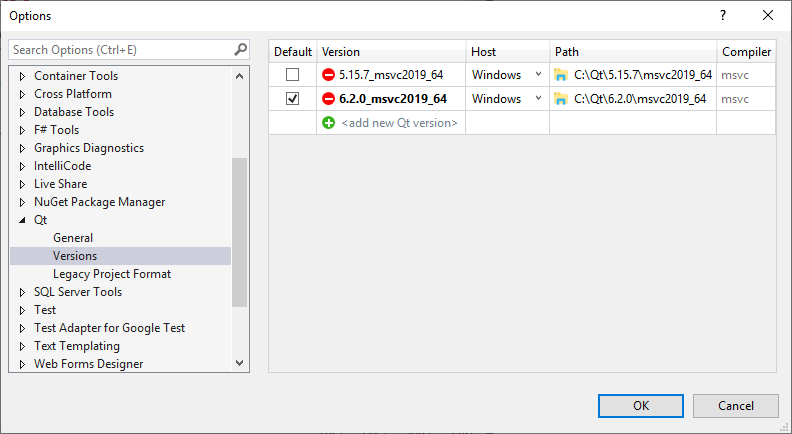 Options
Search Options (Ctrl+E)
Container Tools
Cross Platform
Database Tools
F# Tools
Graphics Diagnostics
IntelliCode
Live Share
NuGet Package Manager
Qt
General
Versions
Legacy Project Format
SQL Server Tools
Test
Test Adapter for Google Test
Text Templating
Web Forms Designer
Default Version Host Path Compiler
5.15.7_msvc2019_64 Windows C:\Qt\5.15.7\msvc2019_64 msvc
6.2.0_msvc2019_64 Windows C:\Qt\6.2.0\msvc2019_64 msvc
<add new Qt version>
OK Cancel